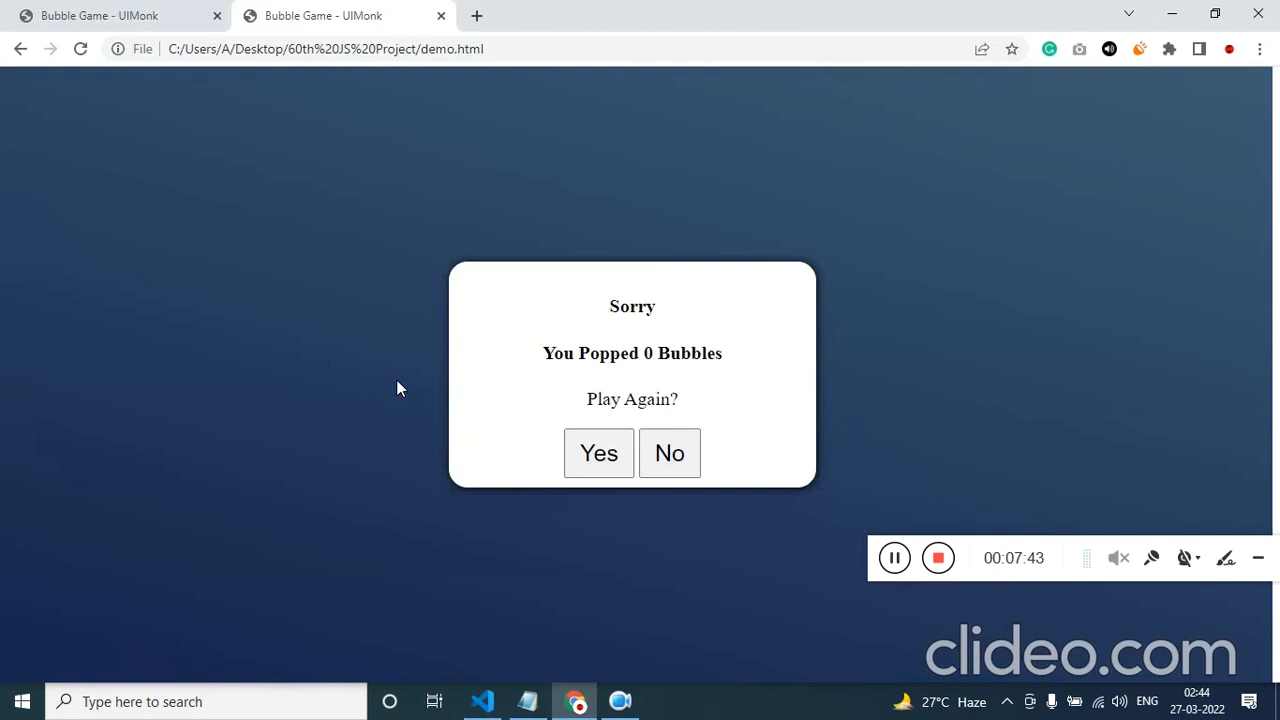 Bubble Game - UIMonk
Bubble Game - UIMonk
File
C:/Users/A/Desktop/60th%20JS%20Project/demo.html
Sorry
You Popped 0 Bubbles
Play Again?
Yes
No
00:07:43
clideo.com
Type here to search
27°C Haze
ENG
02:44
27-03-2022